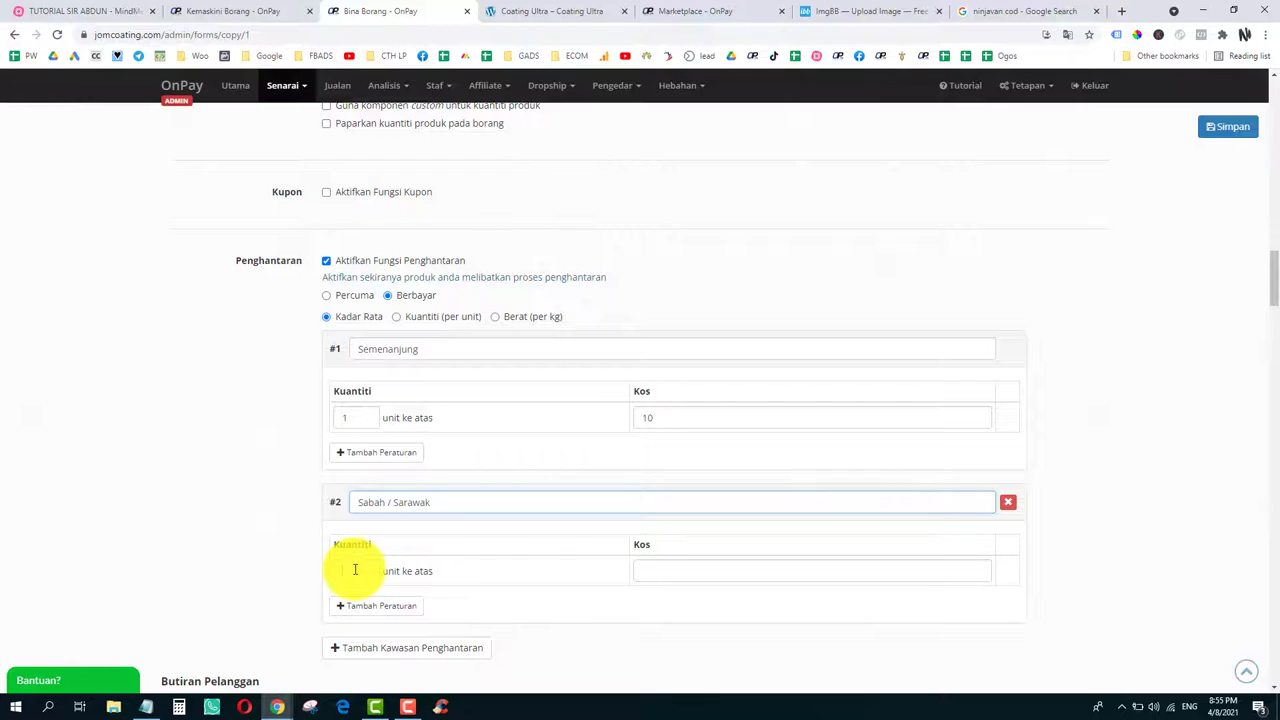 TUTORIAL SIR ABDUN - MindM
Kemaskini Borang - OnPay
Bina Borang - OnPay
Coating Ultra – Coating Ultra
Marketplace - OnPay
ImgBB — Upload Image — Free
ninjavan cod - Google Search
jomcoating.com/admin/forms/copy/1
PW
Woo
Google
FBADS
CTH LP
GADS
ECOM
lead
Ogos
Other bookmarks
Reading list
OnPay
ADMIN
Utama
Senarai
Jualan
Analisis
Staf
Affiliate
Dropship
Pengedar
Hebahan
Tutorial
Tetapan
Keluar
Guna komponen custom untuk kuantiti produk
Paparkan kuantiti produk pada borang
Simpan
Kupon
Aktifkan Fungsi Kupon
Penghantaran
Aktifkan Fungsi Penghantaran
Aktifkan sekiranya produk anda melibatkan proses penghantaran
Percuma
Berbayar
Kadar Rata
Kuantiti (per unit)
Berat (per kg)
#1
Semenanjung
Kuantiti
Kos
1
unit ke atas
10
Tambah Peraturan
#2
Sabah / Sarawak
Kuantiti
Kos
unit ke atas
Tambah Peraturan
Tambah Kawasan Penghantaran
Bantuan?
Butiran Pelanggan
ENG
8:55 PM
4/8/2021